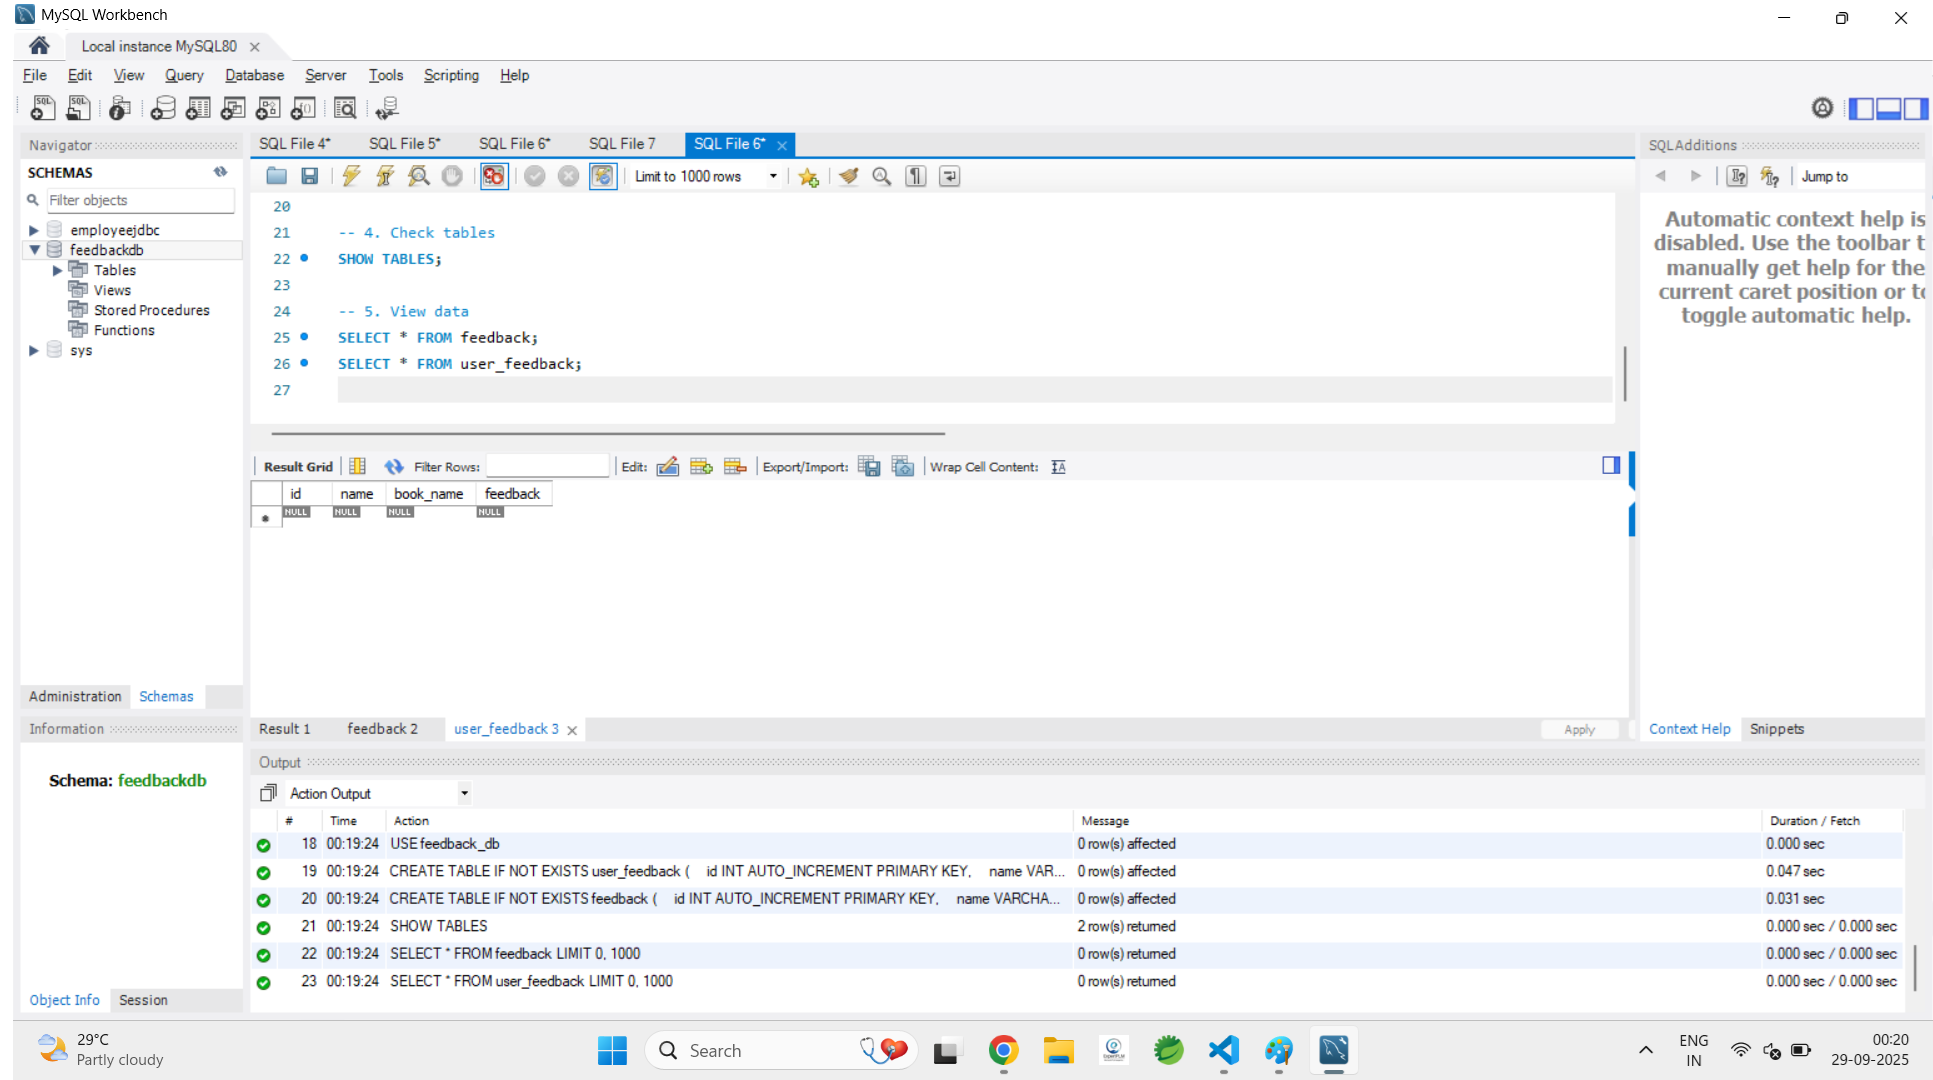 MySQL Workbench
Local instance MySQL80
File Edit View Query Database Server Tools Scripting Help
Navigator
SCHEMAS
Filter objects
employeejdbc
feedbackdb
Tables
Views
Stored Procedures
Functions
sys
Administration Schemas
Information
Schema: feedbackdb
Object Info Session
SQL File 4* SQL File 5* SQL File 6* SQL File 7 SQL File 6*
Limit to 1000 rows
20
21 -- 4. Check tables
22 SHOW TABLES;
23
24 -- 5. View data
25 SELECT * FROM feedback;
26 SELECT * FROM user_feedback;
27
Result Grid Filter Rows: Edit: Export/Import: Wrap Cell Content:
id name book_name feedback
NULL NULL NULL NULL
Result 1 feedback 2 user_feedback 3 Apply
SQLAdditions
Jump to
Automatic context help is
disabled. Use the toolbar t
manually get help for the
current caret position or to
toggle automatic help.
Context Help Snippets
Output
Action Output
# Time Action Message Duration / Fetch
18 00:19:24 USE feedback_db 0 row(s) affected 0.000 sec
19 00:19:24 CREATE TABLE IF NOT EXISTS user_feedback ( id INT AUTO_INCREMENT PRIMARY KEY, name VAR... 0 row(s) affected 0.047 sec
20 00:19:24 CREATE TABLE IF NOT EXISTS feedback ( id INT AUTO_INCREMENT PRIMARY KEY, name VARCHA... 0 row(s) affected 0.031 sec
21 00:19:24 SHOW TABLES 2 row(s) returned 0.000 sec / 0.000 sec
22 00:19:24 SELECT * FROM feedback LIMIT 0, 1000 0 row(s) returned 0.000 sec / 0.000 sec
23 00:19:24 SELECT * FROM user_feedback LIMIT 0, 1000 0 row(s) returned 0.000 sec / 0.000 sec
29°C
Partly cloudy
Search
ENG
IN
00:20
29-09-2025